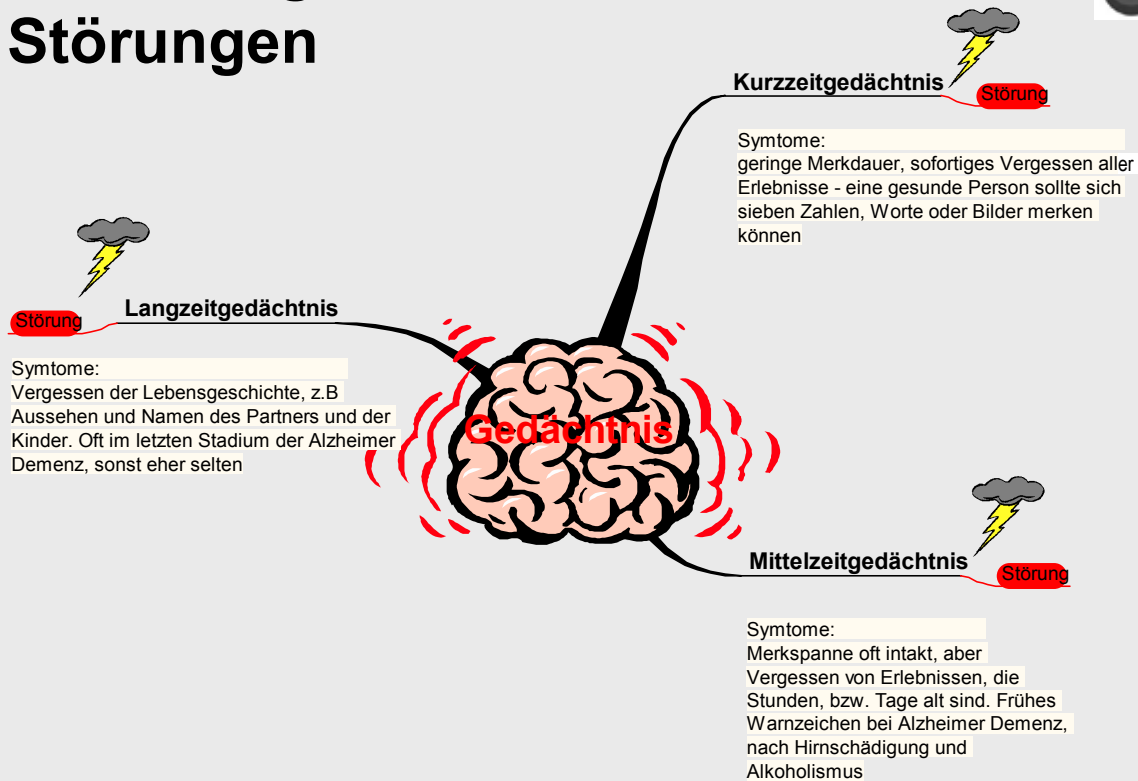 Störungen
Kurzzeitgedächtnis
Störung
Symtome:
geringe Merkdauer, sofortiges Vergessen aller
Erlebnisse - eine gesunde Person sollte sich
sieben Zahlen, Worte oder Bilder merken
können
Langzeitgedächtnis
Störung
Symtome:
Vergessen der Lebensgeschichte, z.B
Aussehen und Namen des Partners und der
Kinder. Oft im letzten Stadium der Alzheimer
Demenz, sonst eher selten
Gedächtnis
Mittelzeitgedächtnis
Störung
Symtome:
Merkspanne oft intakt, aber
Vergessen von Erlebnissen, die
Stunden, bzw. Tage alt sind. Frühes
Warnzeichen bei Alzheimer Demenz,
nach Hirnschädigung und
Alkoholismus